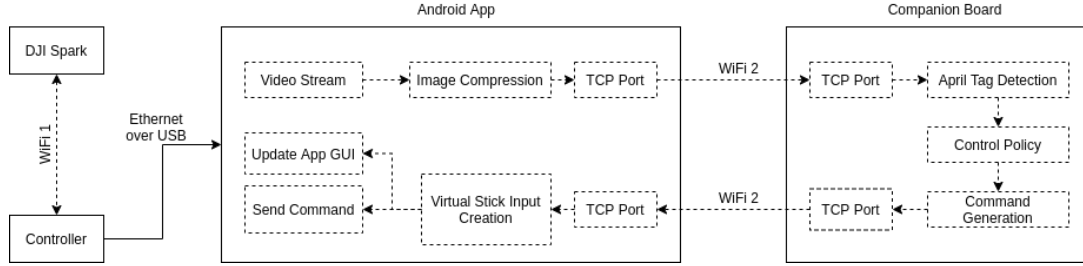 Android App
Companion Board
DJI Spark
WiFi 1
Controller
Ethernet
over USB
Video Stream
Image Compression
TCP Port
WiFi 2
TCP Port
April Tag Detection
Control Policy
Command
Generation
TCP Port
WiFi 2
TCP Port
Virtual Stick Input
Creation
Update App GUI
Send Command